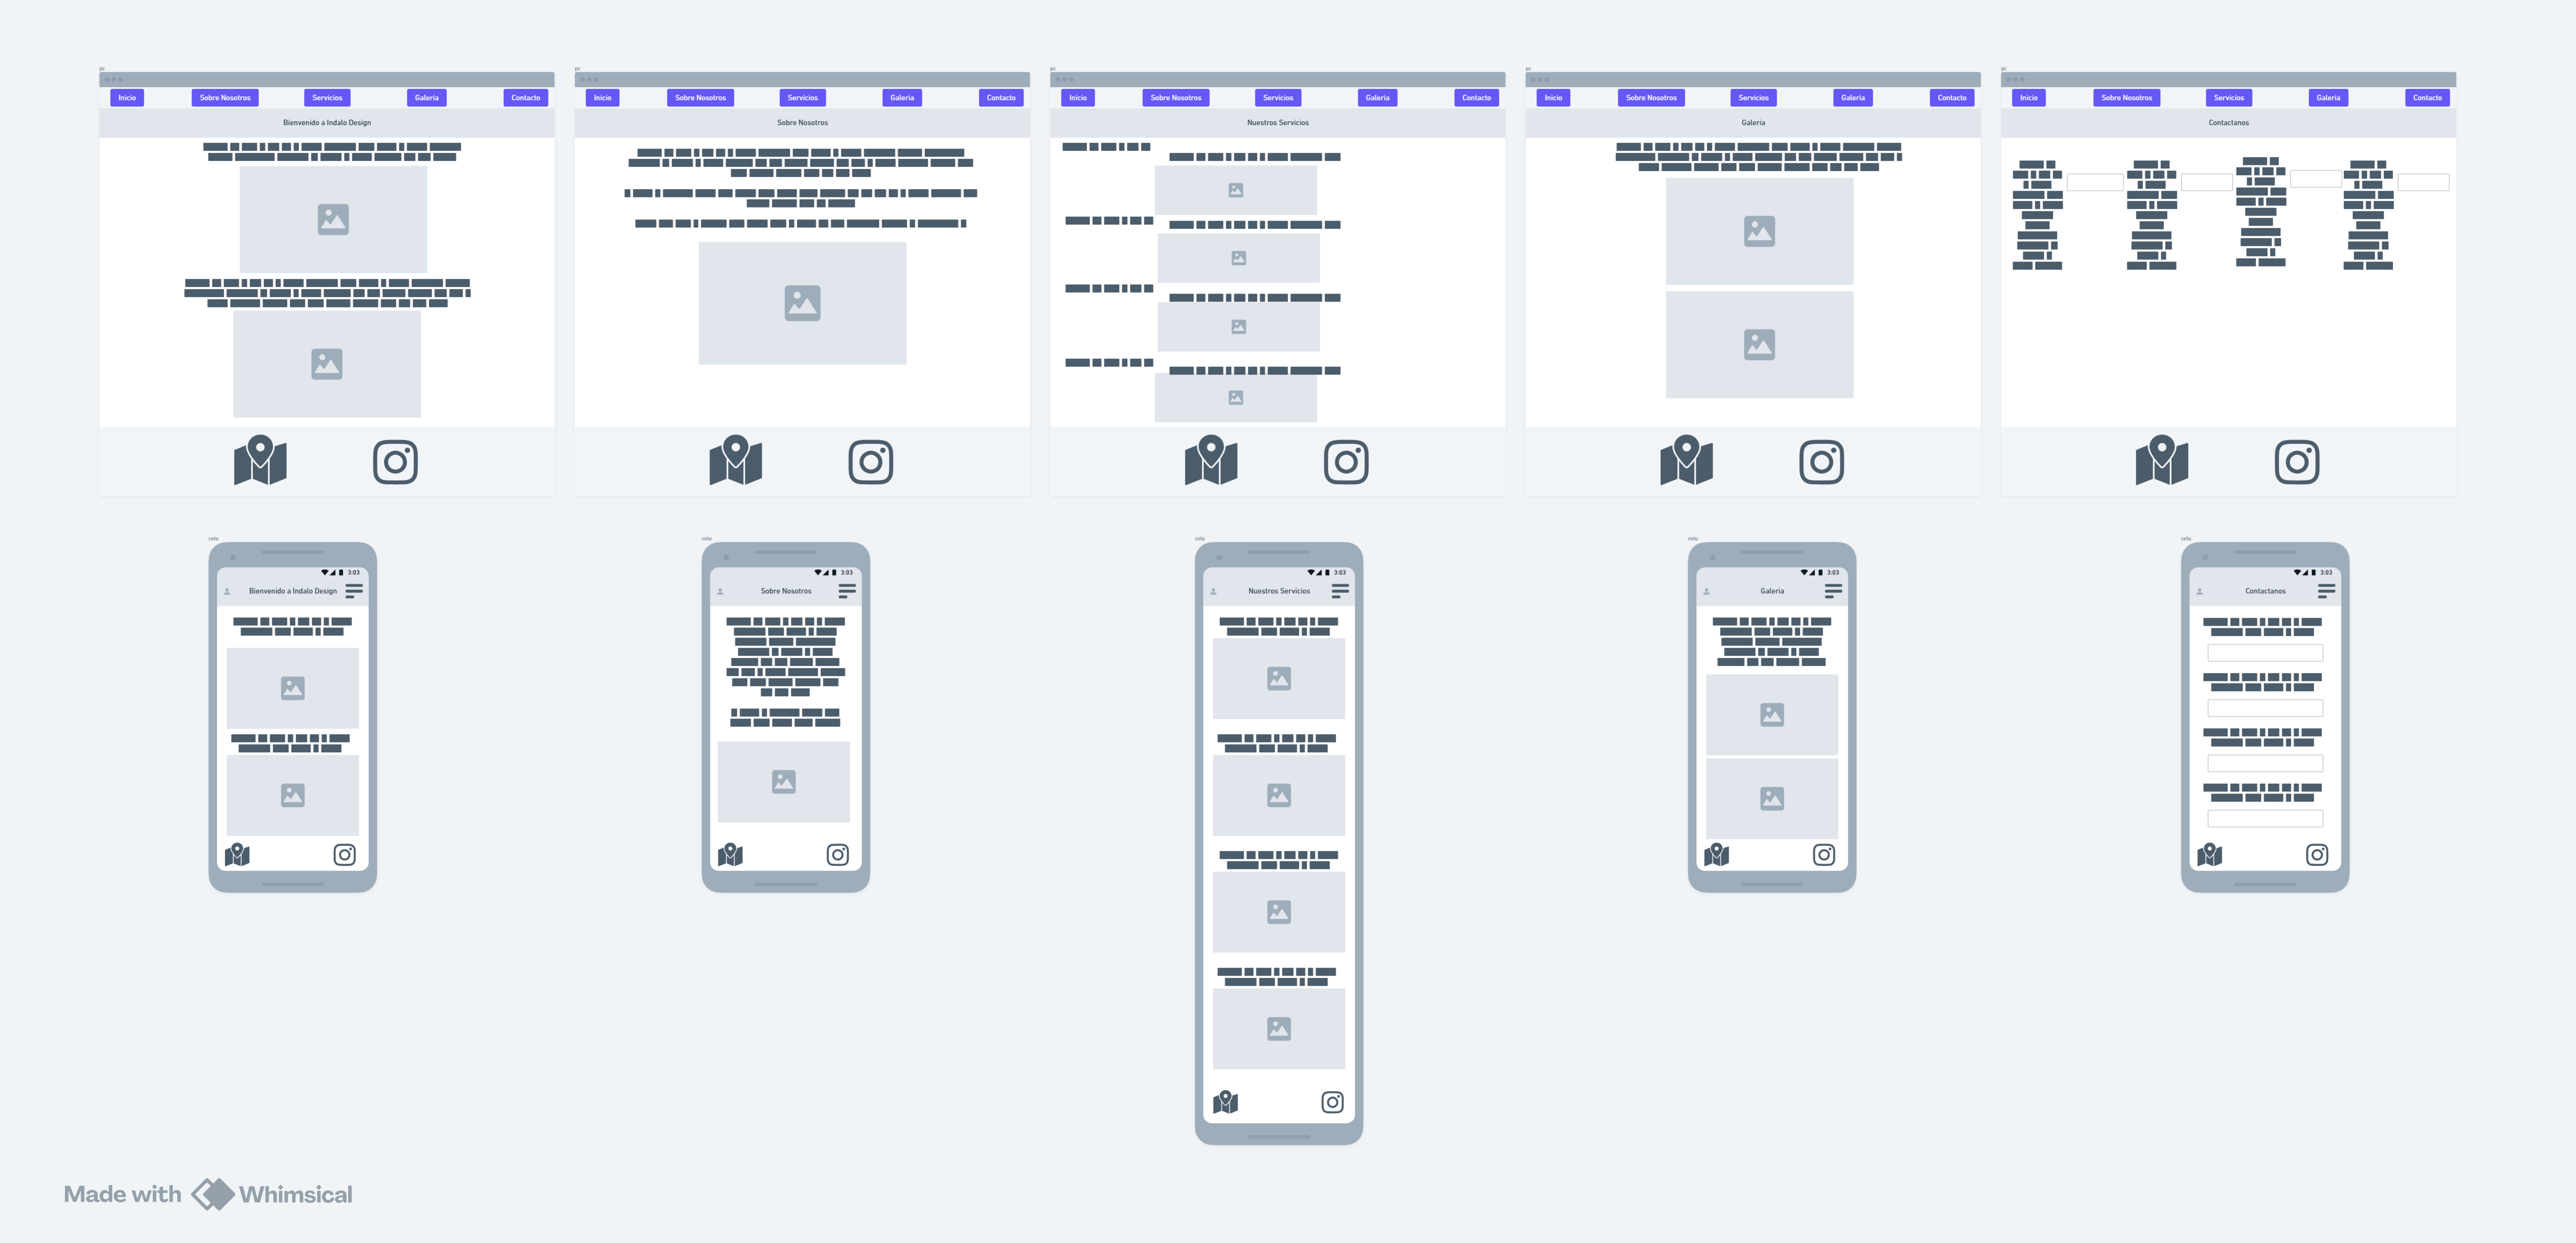 pc
pc
pc
pc
pc
Inicio Sobre Nosotros Servicios Galeria Contacto
Bienvenido a Indalo Design
Inicio Sobre Nosotros Servicios Galeria Contacto
Sobre Nosotros
Inicio Sobre Nosotros Servicios Galeria Contacto
Nuestros Servicios
Inicio Sobre Nosotros Servicios Galeria Contacto
Galeria
Inicio Sobre Nosotros Servicios Galeria Contacto
Contactanos
celu
3:03
Bienvenido a Indalo Design
celu
3:03
Sobre Nosotros
celu
3:03
Nuestros Servicios
celu
3:03
Galeria
celu
3:03
Contactanos
Made with Whimsical